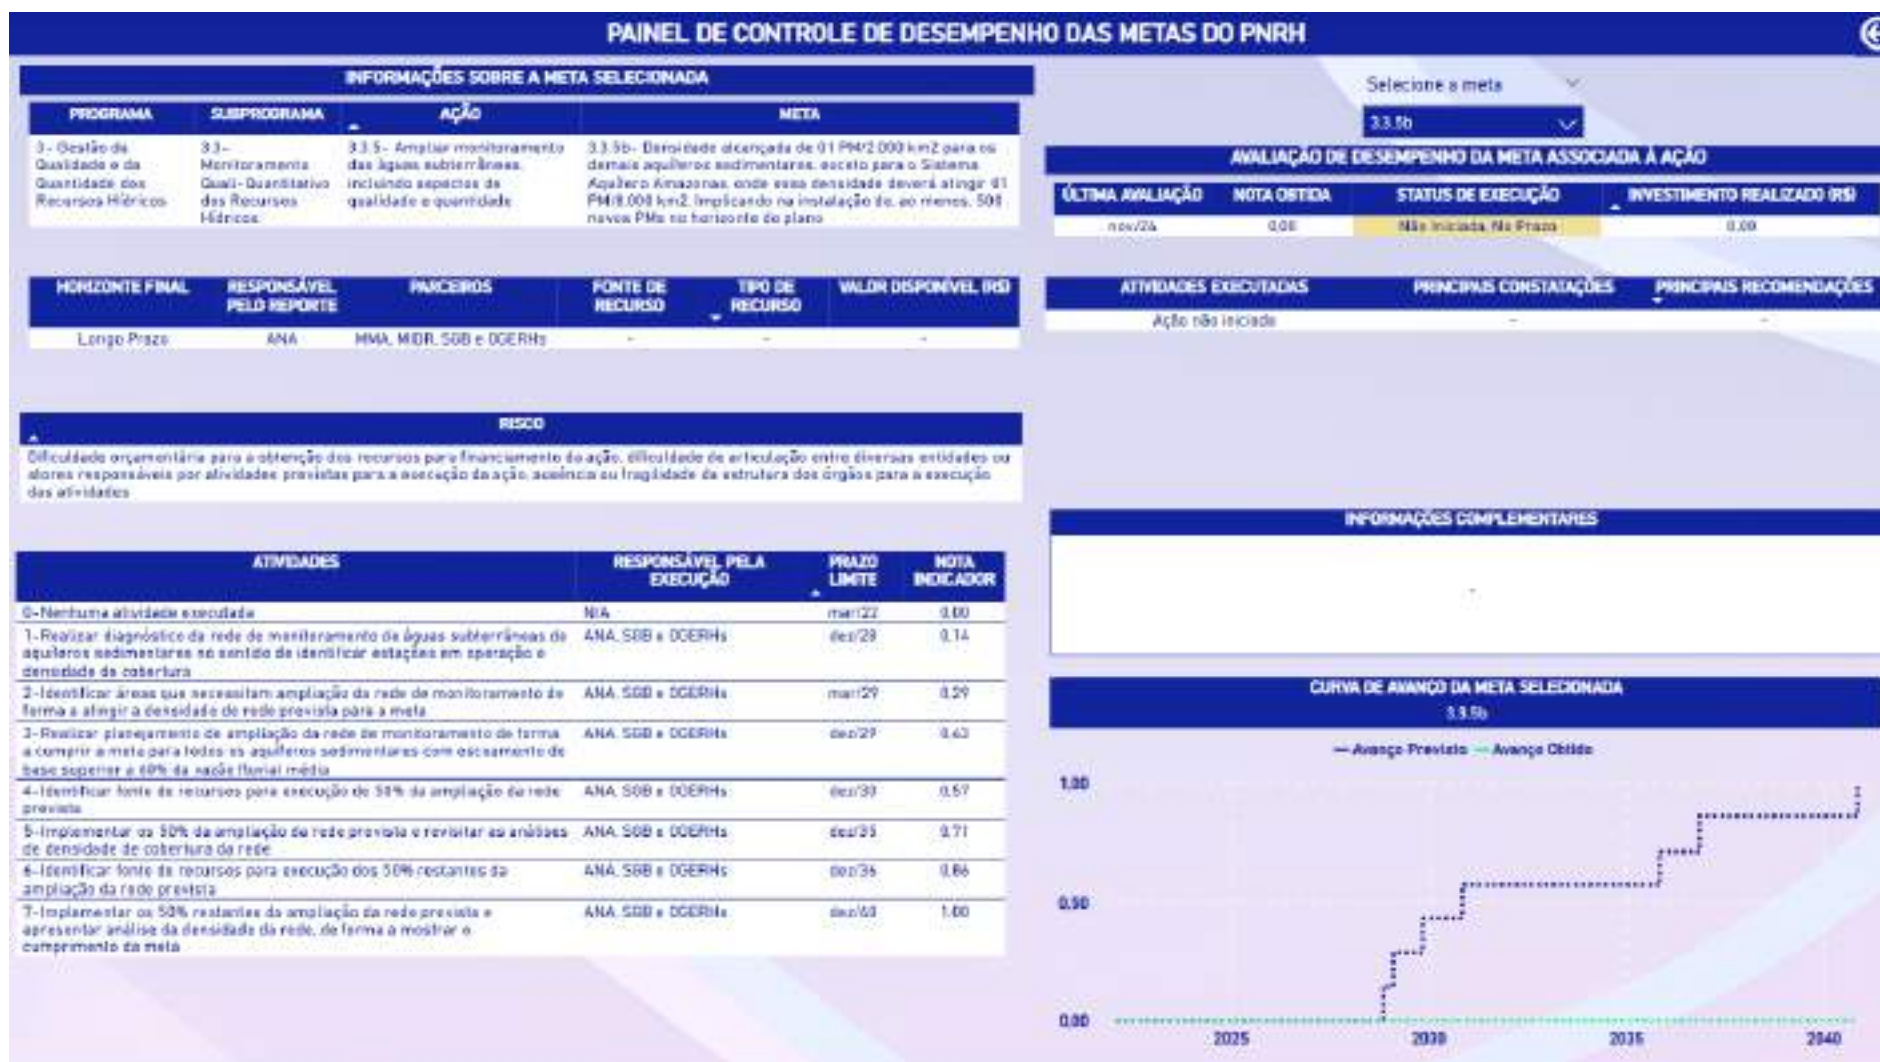 PAINEL DE CONTROLE DE DESEMPENHO DAS METAS DO PNRH
INFORMAÇÕES SOBRE A META SELECIONADA
PROGRAMA SUBPROGRAMA AÇÃO META
3- Gestão da Qualidade e da Quantidade dos Recursos Hídricos
3.3- Monitoramento Quali-Quantitativo dos Recursos Hídricos
3.3.5- Ampliar monitoramento das águas subterrâneas, incluindo aspectos de qualidade e quantidade
3.3.5b- Densidade alcançada de 01 PM/2.000 km2 para os
demais aquíferos sedimentares, exceto para o Sistema
Aquífero Amazonas, onde essa densidade deverá atingir 01
PM/8.000 km2. Implicando na instalação de, ao menos, 500
novos PMs no horizonte do plano
HORIZONTE FINAL RESPONSÁVEL PELO REPORTE PARCEIROS FONTE DE RECURSO TIPO DE RECURSO VALOR DISPONÍVEL (R$)
Longo Prazo ANA MMA, MIDR, SGB e OGERHs - - -
RISCO
Dificuldade orçamentária para a obtenção dos recursos para financiamento da ação, dificuldade de articulação entre diversas entidades ou
atores responsáveis por atividades previstas para a execução da ação, ausência ou fragilidade da estrutura dos órgãos para a execução
das atividades
ATIVIDADES RESPONSÁVEL PELA EXECUÇÃO PRAZO LIMITE NOTA INDICADOR
0-Nenhuma atividade executada N/A mar/22 0,00
1-Realizar diagnóstico da rede de monitoramento de águas subterrâneas de ANA, SGB e OGERHs dez/28 0,14
aquíferos sedimentares no sentido de identificar estações em operação e
densidade de cobertura
2-Identificar áreas que necessitam ampliação da rede de monitoramento de ANA, SGB e OGERHs mar/29 0,29
forma a atingir a densidade de rede prevista para a meta
3-Realizar planejamento de ampliação da rede de monitoramento de forma ANA, SGB e OGERHs dez/29 0,43
a cumprir a meta para todos os aquíferos sedimentares com escoamento de
base superior a 60% da vazão fluvial média
4-Identificar fonte de recursos para execução de 50% da ampliação da rede ANA, SGB e OGERHs dez/30 0,57
prevista
5-Implementar os 50% da ampliação da rede prevista e revisitar as análises ANA, SGB e OGERHs dez/35 0,71
de densidade de cobertura da rede
6-Identificar fonte de recursos para execução dos 50% restantes da ANA, SGB e OGERHs dez/36 0,86
ampliação da rede prevista
7-Implementar os 50% restantes da ampliação da rede prevista e ANA, SGB e OGERHs dez/40 1,00
apresentar análise da densidade da rede, de forma a mostrar o
cumprimento da meta
Selecione a meta
3.3.5b
AVALIAÇÃO DE DESEMPENHO DA META ASSOCIADA À AÇÃO
ÚLTIMA AVALIAÇÃO NOTA OBTIDA STATUS DE EXECUÇÃO INVESTIMENTO REALIZADO (R$)
nov/24 0,00 Não Iniciada, No Prazo 0,00
ATIVIDADES EXECUTADAS PRINCIPAIS CONSTATAÇÕES PRINCIPAIS RECOMENDAÇÕES
Ação não iniciada - -
INFORMAÇÕES COMPLEMENTARES
-
CURVA DE AVANÇO DA META SELECIONADA
3.3.5b
Avanço Previsto Avanço Obtido
1.00
0.50
0.00
2025 2030 2035 2040